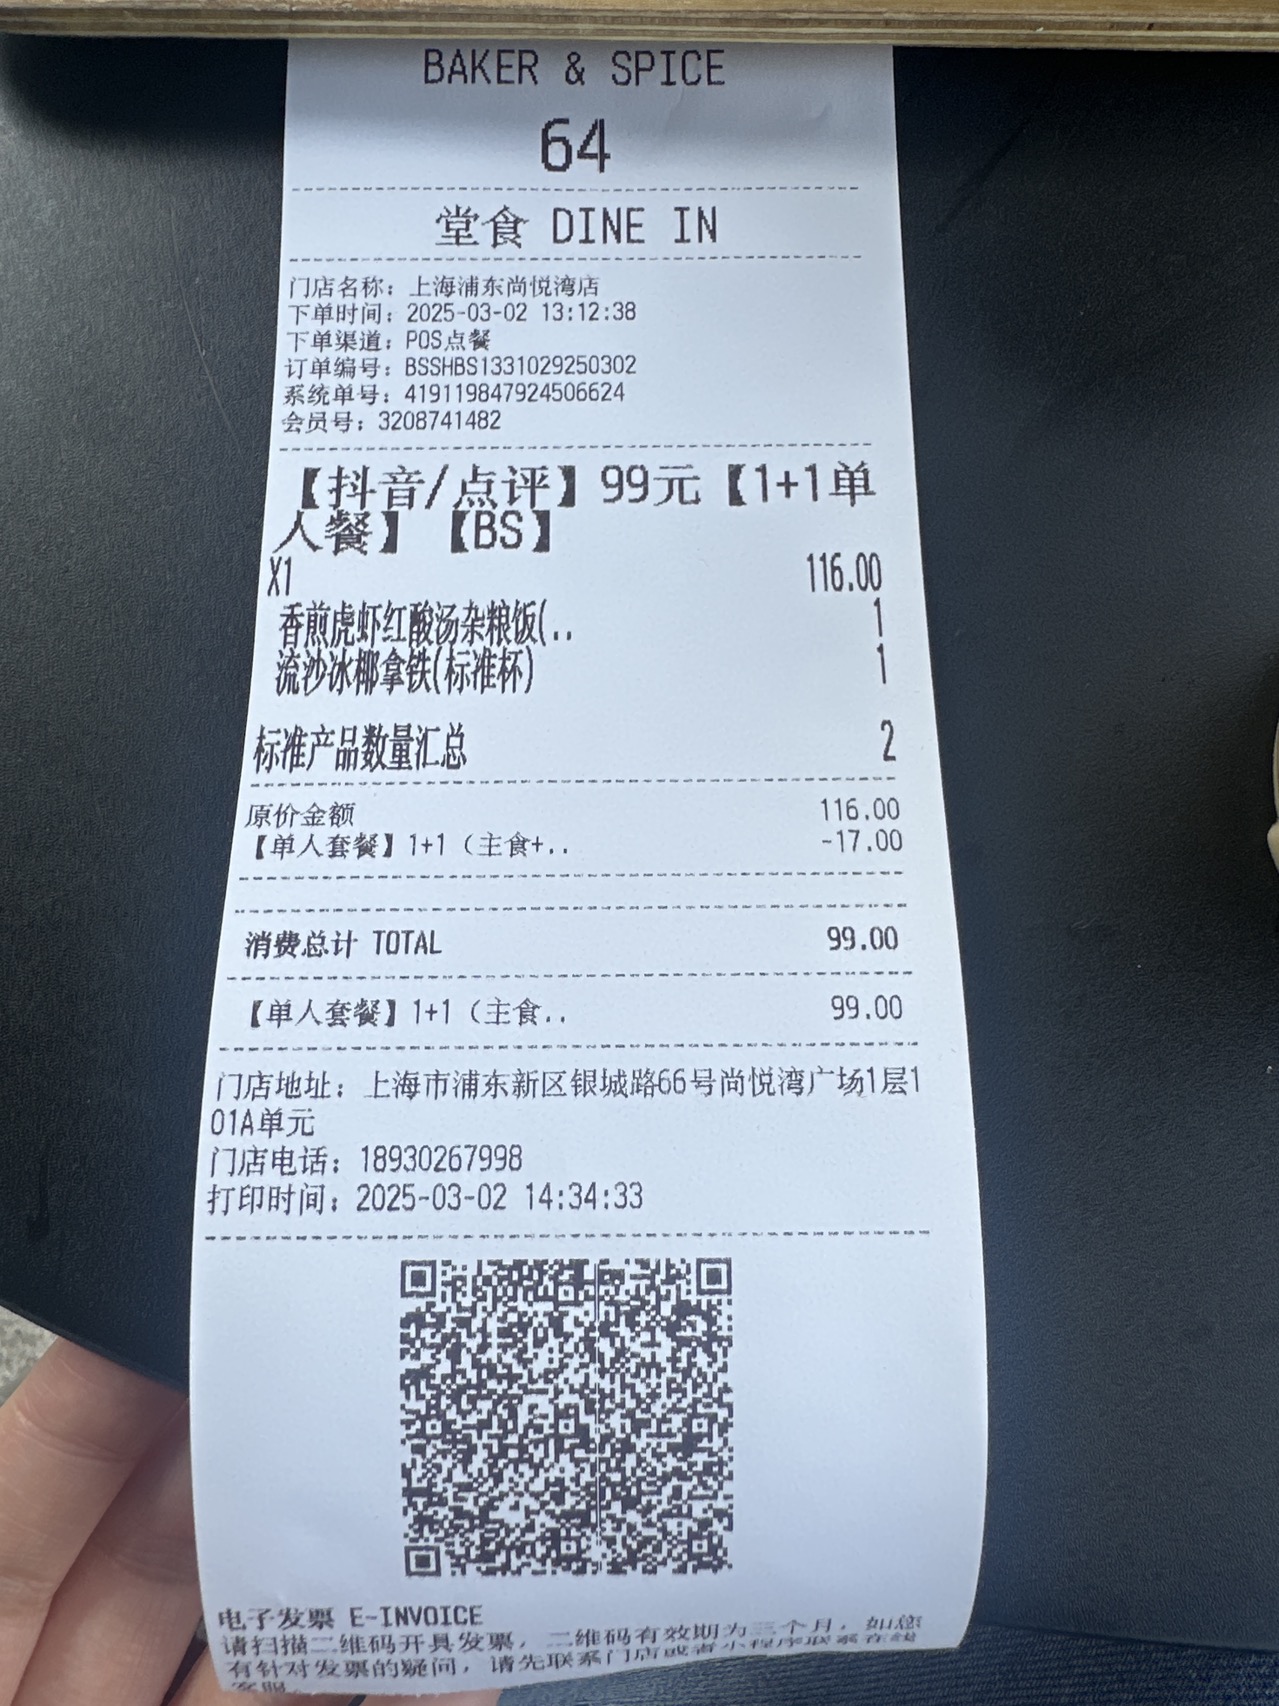 BAKER & SPICE
64
堂食 DINE IN
门店名称：上海浦东尚悦湾店
下单时间：2025-03-02 13:12:38
下单渠道：POS点餐
订单编号：BSSHBS1331029250302
系统单号：419119847924506624
会员号：3208741482
【抖音/点评】99元【1+1单
人餐】【BS】
X1 116.00
香煎虎虾红酸汤杂粮饭(.. 1
流沙冰椰拿铁(标准杯) 1
标准产品数量汇总 2
原价金额 116.00
【单人套餐】1+1（主食+.. -17.00
消费总计 TOTAL 99.00
【单人套餐】1+1（主食.. 99.00
门店地址：上海市浦东新区银城路66号尚悦湾广场1层1
01A单元
门店电话：18930267998
打印时间：2025-03-02 14:34:33
电子发票 E-INVOICE
请扫描二维码开具发票，二维码有效期为三个月，如您
有针对发票的疑问，请先联系门店或者小程序联系在线
客服。